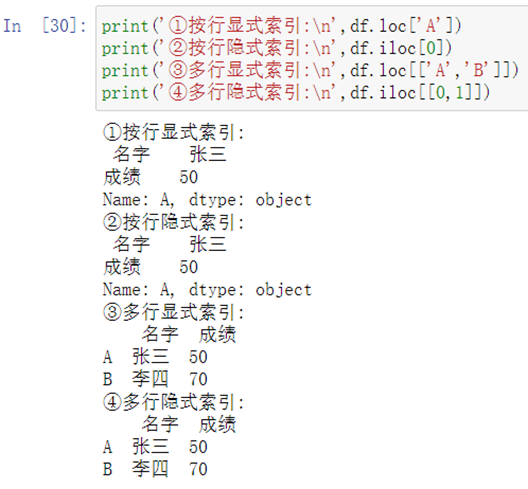 In [30]: print('①按行显式索引:\n',df.loc['A'])
print('②按行隐式索引:\n',df.iloc[0])
print('③多行显式索引:\n',df.loc[['A','B']])
print('④多行隐式索引:\n',df.iloc[[0,1]])
①按行显式索引:
名字    张三
成绩    50
Name: A, dtype: object
②按行隐式索引:
名字    张三
成绩    50
Name: A, dtype: object
③多行显式索引:
名字  成绩
A  张三  50
B  李四  70
④多行隐式索引:
名字  成绩
A  张三  50
B  李四  70